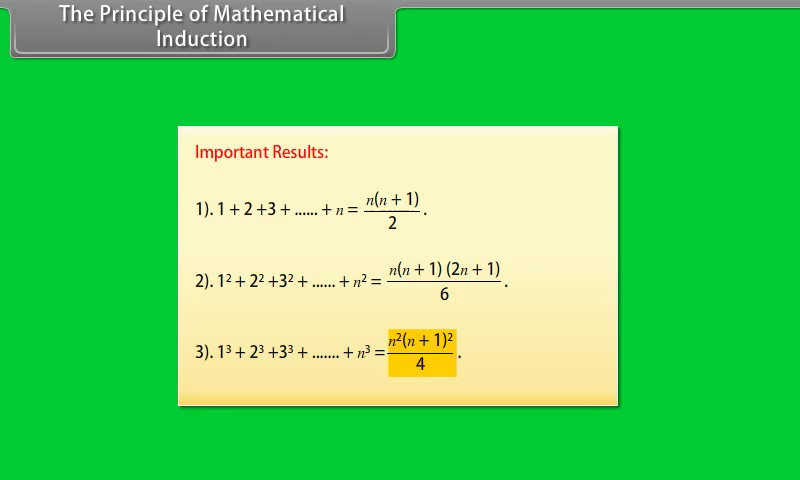 The Principle of Mathematical
Induction
Important Results:
1). 1 + 2 +3 + ...... + n = n(n + 1)/2 .
2). 1² + 2² +3² + ...... + n² = n(n + 1) (2n + 1)/6 .
3). 1³ + 2³ +3³ + ....... + n³ = n²(n + 1)²/4 .